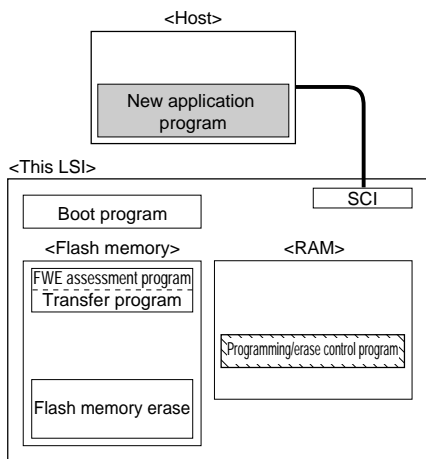 <Host>
New application
program
<This LSI>
SCI
Boot program
<Flash memory>
<RAM>
FWE assessment program
Transfer program
Programming/erase control program
Flash memory erase